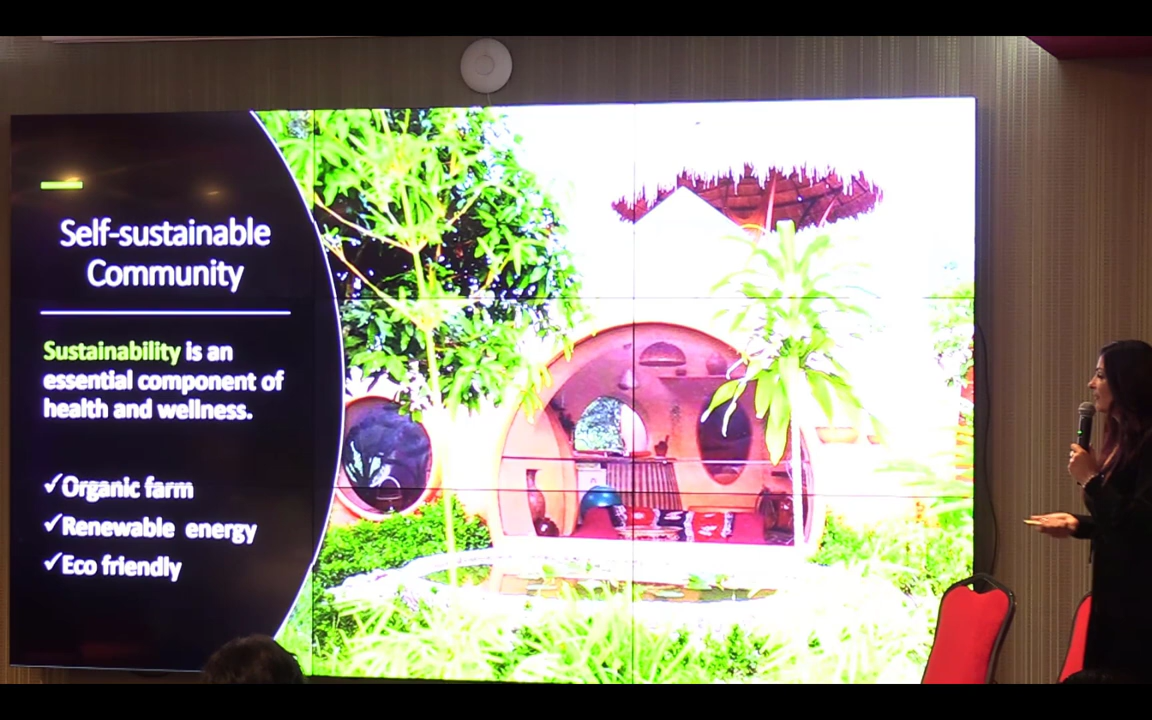 Self-sustainable
Community
Sustainability is an
essential component of
health and wellness.
✓Organic farm
✓Renewable energy
✓Eco friendly